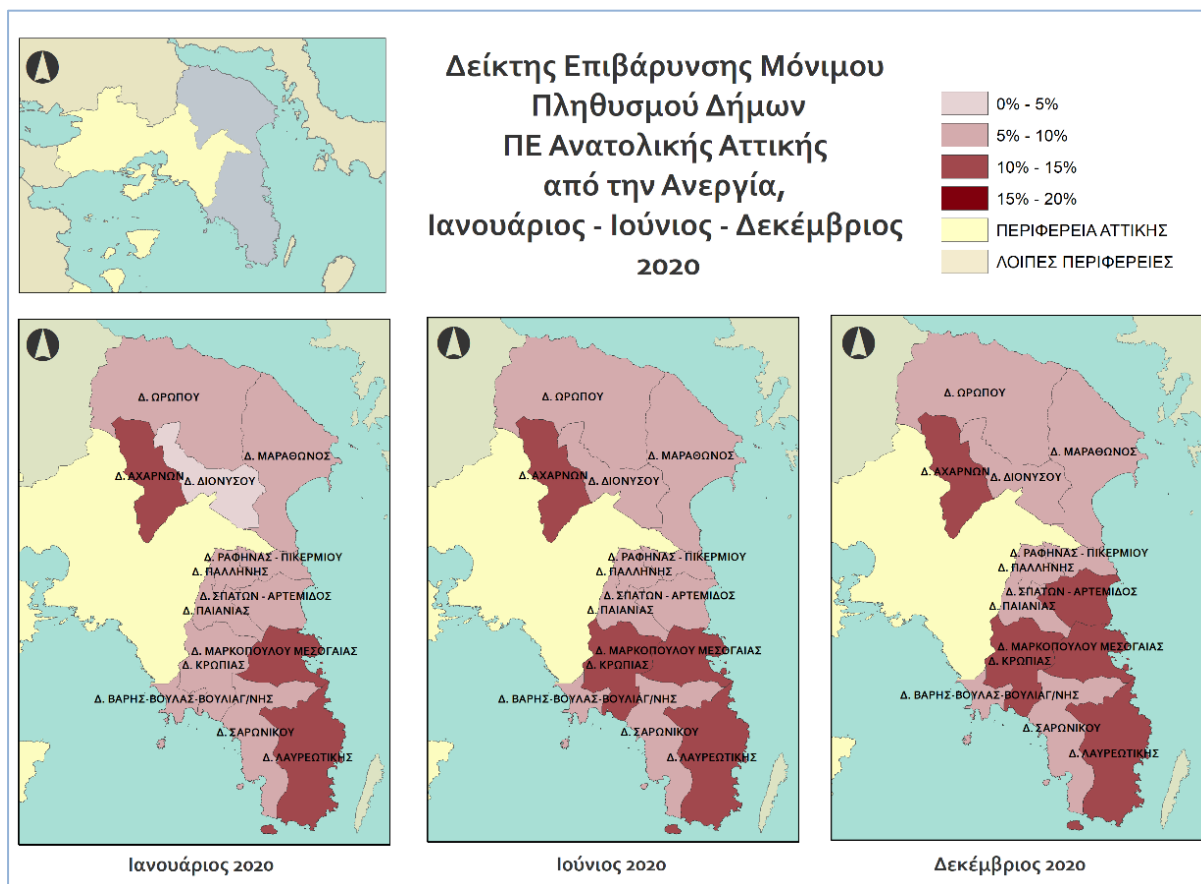 Δείκτης Επιβάρυνσης Μόνιμου
Πληθυσμού Δήμων
ΠΕ Ανατολικής Αττικής
από την Ανεργία,
Ιανουάριος - Ιούνιος - Δεκέμβριος
2020
0% - 5%
5% - 10%
10% - 15%
15% - 20%
ΠΕΡΙΦΕΡΕΙΑ ΑΤΤΙΚΗΣ
ΛΟΙΠΕΣ ΠΕΡΙΦΕΡΕΙΕΣ
Δ. ΩΡΩΠΟΥ
Δ. ΜΑΡΑΘΩΝΟΣ
Δ. ΑΧΑΡΝΩΝ
Δ. ΔΙΟΝΥΣΟΥ
Δ. ΡΑΦΗΝΑΣ - ΠΙΚΕΡΜΙΟΥ
Δ. ΠΑΛΛΗΝΗΣ
Δ. ΣΠΑΤΩΝ - ΑΡΤΕΜΙΔΟΣ
Δ. ΠΑΙΑΝΙΑΣ
Δ. ΜΑΡΚΟΠΟΥΛΟΥ ΜΕΣΟΓΑΙΑΣ
Δ. ΚΡΩΠΙΑΣ
Δ. ΒΑΡΗΣ-ΒΟΥΛΑΣ-ΒΟΥΛΙΑΓ/ΝΗΣ
Δ. ΣΑΡΩΝΙΚΟΥ
Δ. ΛΑΥΡΕΩΤΙΚΗΣ
Ιανουάριος 2020
Δ. ΩΡΩΠΟΥ
Δ. ΜΑΡΑΘΩΝΟΣ
Δ. ΑΧΑΡΝΩΝ
Δ. ΔΙΟΝΥΣΟΥ
Δ. ΡΑΦΗΝΑΣ - ΠΙΚΕΡΜΙΟΥ
Δ. ΠΑΛΛΗΝΗΣ
Δ. ΣΠΑΤΩΝ - ΑΡΤΕΜΙΔΟΣ
Δ. ΠΑΙΑΝΙΑΣ
Δ. ΜΑΡΚΟΠΟΥΛΟΥ ΜΕΣΟΓΑΙΑΣ
Δ. ΚΡΩΠΙΑΣ
Δ. ΒΑΡΗΣ-ΒΟΥΛΑΣ-ΒΟΥΛΙΑΓ/ΝΗΣ
Δ. ΣΑΡΩΝΙΚΟΥ
Δ. ΛΑΥΡΕΩΤΙΚΗΣ
Ιούνιος 2020
Δ. ΩΡΩΠΟΥ
Δ. ΜΑΡΑΘΩΝΟΣ
Δ. ΑΧΑΡΝΩΝ
Δ. ΔΙΟΝΥΣΟΥ
Δ. ΡΑΦΗΝΑΣ - ΠΙΚΕΡΜΙΟΥ
Δ. ΠΑΛΛΗΝΗΣ
Δ. ΣΠΑΤΩΝ - ΑΡΤΕΜΙΔΟΣ
Δ. ΠΑΙΑΝΙΑΣ
Δ. ΜΑΡΚΟΠΟΥΛΟΥ ΜΕΣΟΓΑΙΑΣ
Δ. ΚΡΩΠΙΑΣ
Δ. ΒΑΡΗΣ-ΒΟΥΛΑΣ-ΒΟΥΛΙΑΓ/ΝΗΣ
Δ. ΣΑΡΩΝΙΚΟΥ
Δ. ΛΑΥΡΕΩΤΙΚΗΣ
Δεκέμβριος 2020